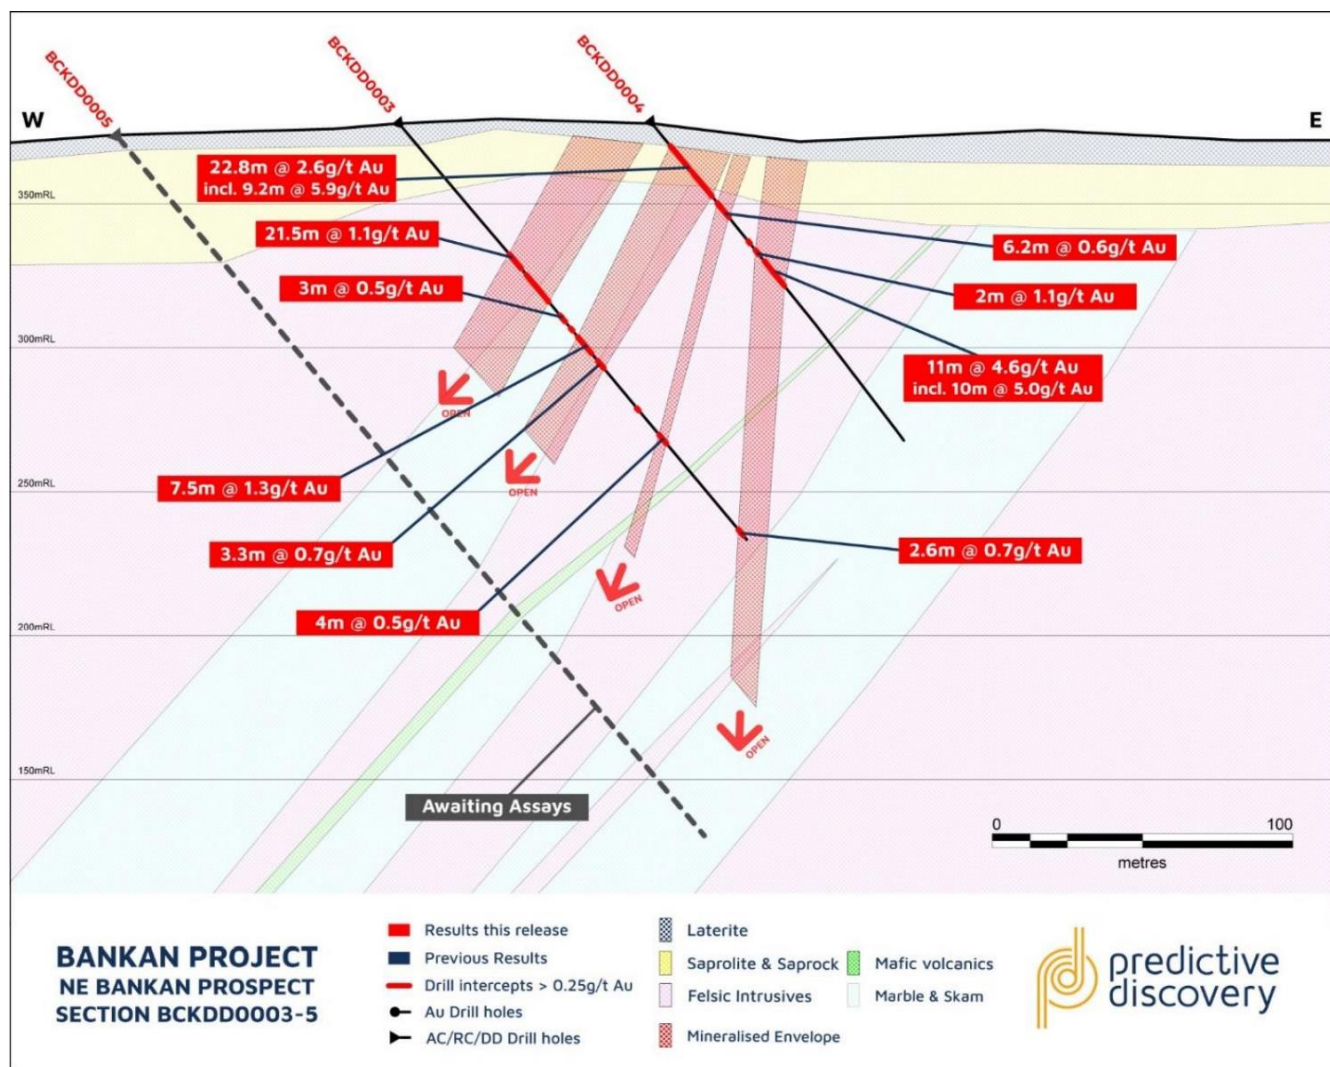 BCKDD0005
BCKDD0003
BCKDD0004
W
E
22.8m @ 2.6g/t Au
incl. 9.2m @ 5.9g/t Au
350mRL
21.5m @ 1.1g/t Au
6.2m @ 0.6g/t Au
3m @ 0.5g/t Au
2m @ 1.1g/t Au
300mRL
11m @ 4.6g/t Au
incl. 10m @ 5.0g/t Au
OPEN
7.5m @ 1.3g/t Au
250mRL
OPEN
3.3m @ 0.7g/t Au
2.6m @ 0.7g/t Au
OPEN
4m @ 0.5g/t Au
200mRL
OPEN
150mRL
Awaiting Assays
0 100
metres
BANKAN PROJECT
NE BANKAN PROSPECT
SECTION BCKDD0003-5
Results this release
Previous Results
Drill intercepts > 0.25g/t Au
Au Drill holes
AC/RC/DD Drill holes
Laterite
Saprolite & Saprock
Felsic Intrusives
Mineralised Envelope
Mafic volcanics
Marble & Skarn
predictive
discovery